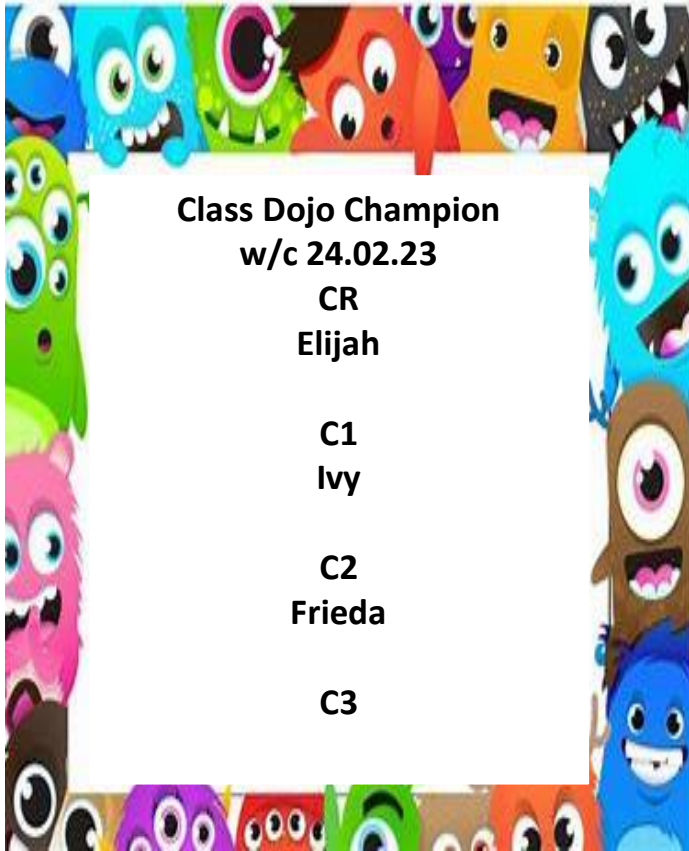 Class Dojo Champion
w/c 24.02.23
CR
Elijah
C1
Ivy
C2
Frieda
C3